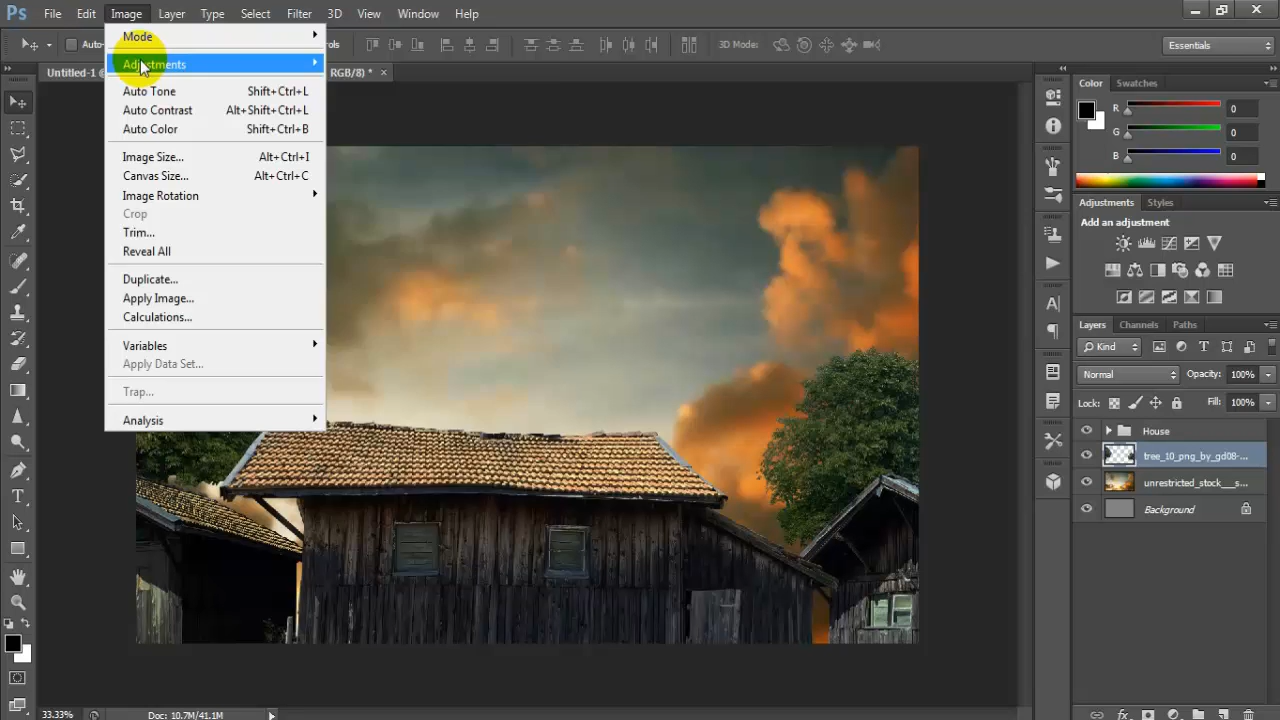 Ps File Edit Image Layer Type Select Filter 3D View Window Help
Mode
Auto- 3D Mode: Essentials
Adjustments
Untitled-1 @ RGB/8) * ×
Auto Tone Shift+Ctrl+L
Auto Contrast Alt+Shift+Ctrl+L
Auto Color Shift+Ctrl+B
Image Size... Alt+Ctrl+I
Canvas Size... Alt+Ctrl+C
Image Rotation
Crop
Trim...
Reveal All
Duplicate...
Apply Image...
Calculations...
Variables
Apply Data Set...
Trap...
Analysis
Color Swatches
R 0
G 0
B 0
Adjustments Styles
Add an adjustment
Layers Channels Paths
Kind
Normal Opacity: 100%
Lock: Fill: 100%
House
tree_10_png_by_gd08-...
unrestricted_stock__s...
Background
33.33% Doc: 10.7M/41.1M